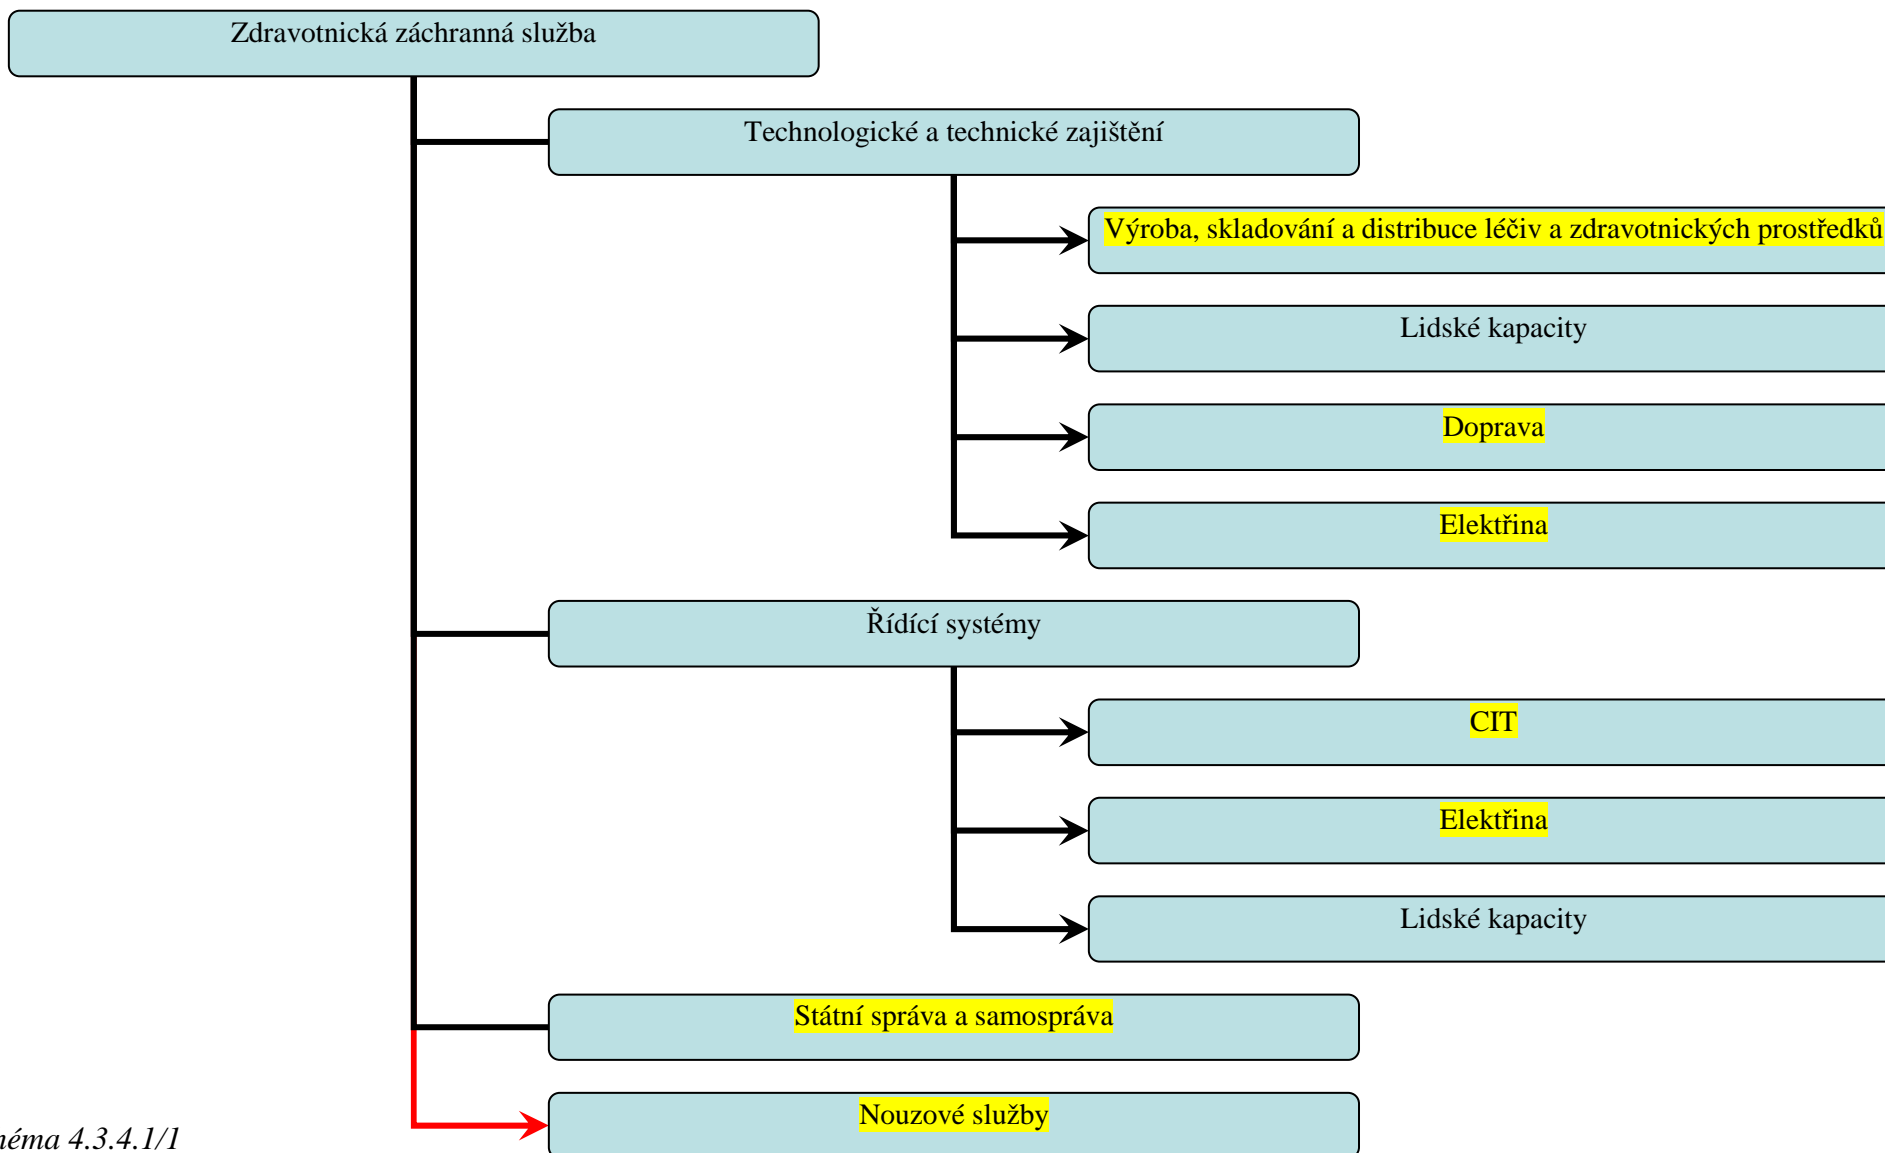 Zdravotnická záchranná služba
Technologické a technické zajištění
Výroba, skladování a distribuce léčiv a zdravotnických prostředků
Lidské kapacity
Doprava
Elektřina
Řídící systémy
CIT
Elektřina
Lidské kapacity
Státní správa a samospráva
Nouzové služby
4.3.4.1/1